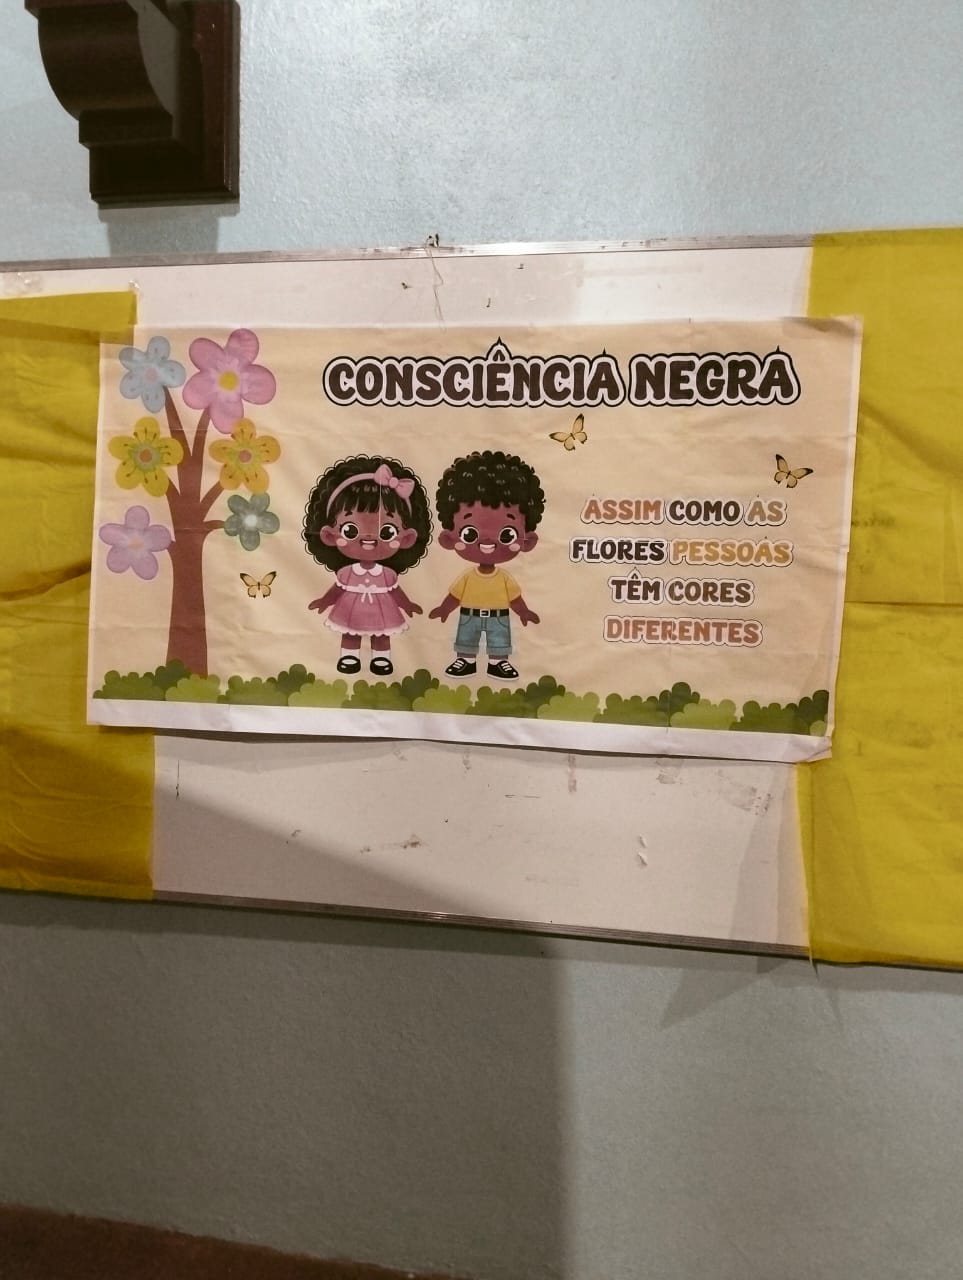 CONSCIÊNCIA NEGRA
ASSIM COMO AS
FLORES PESSOAS
TÊM CORES
DIFERENTES